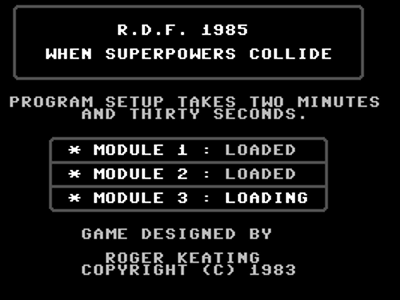 R.D.F. 1985
WHEN SUPERPOWERS COLLIDE
PROGRAM SETUP TAKES TWO MINUTES
AND THIRTY SECONDS.
* MODULE 1 : LOADED
* MODULE 2 : LOADED
* MODULE 3 : LOADING
GAME DESIGNED BY
ROGER KEATING
COPYRIGHT (C) 1983